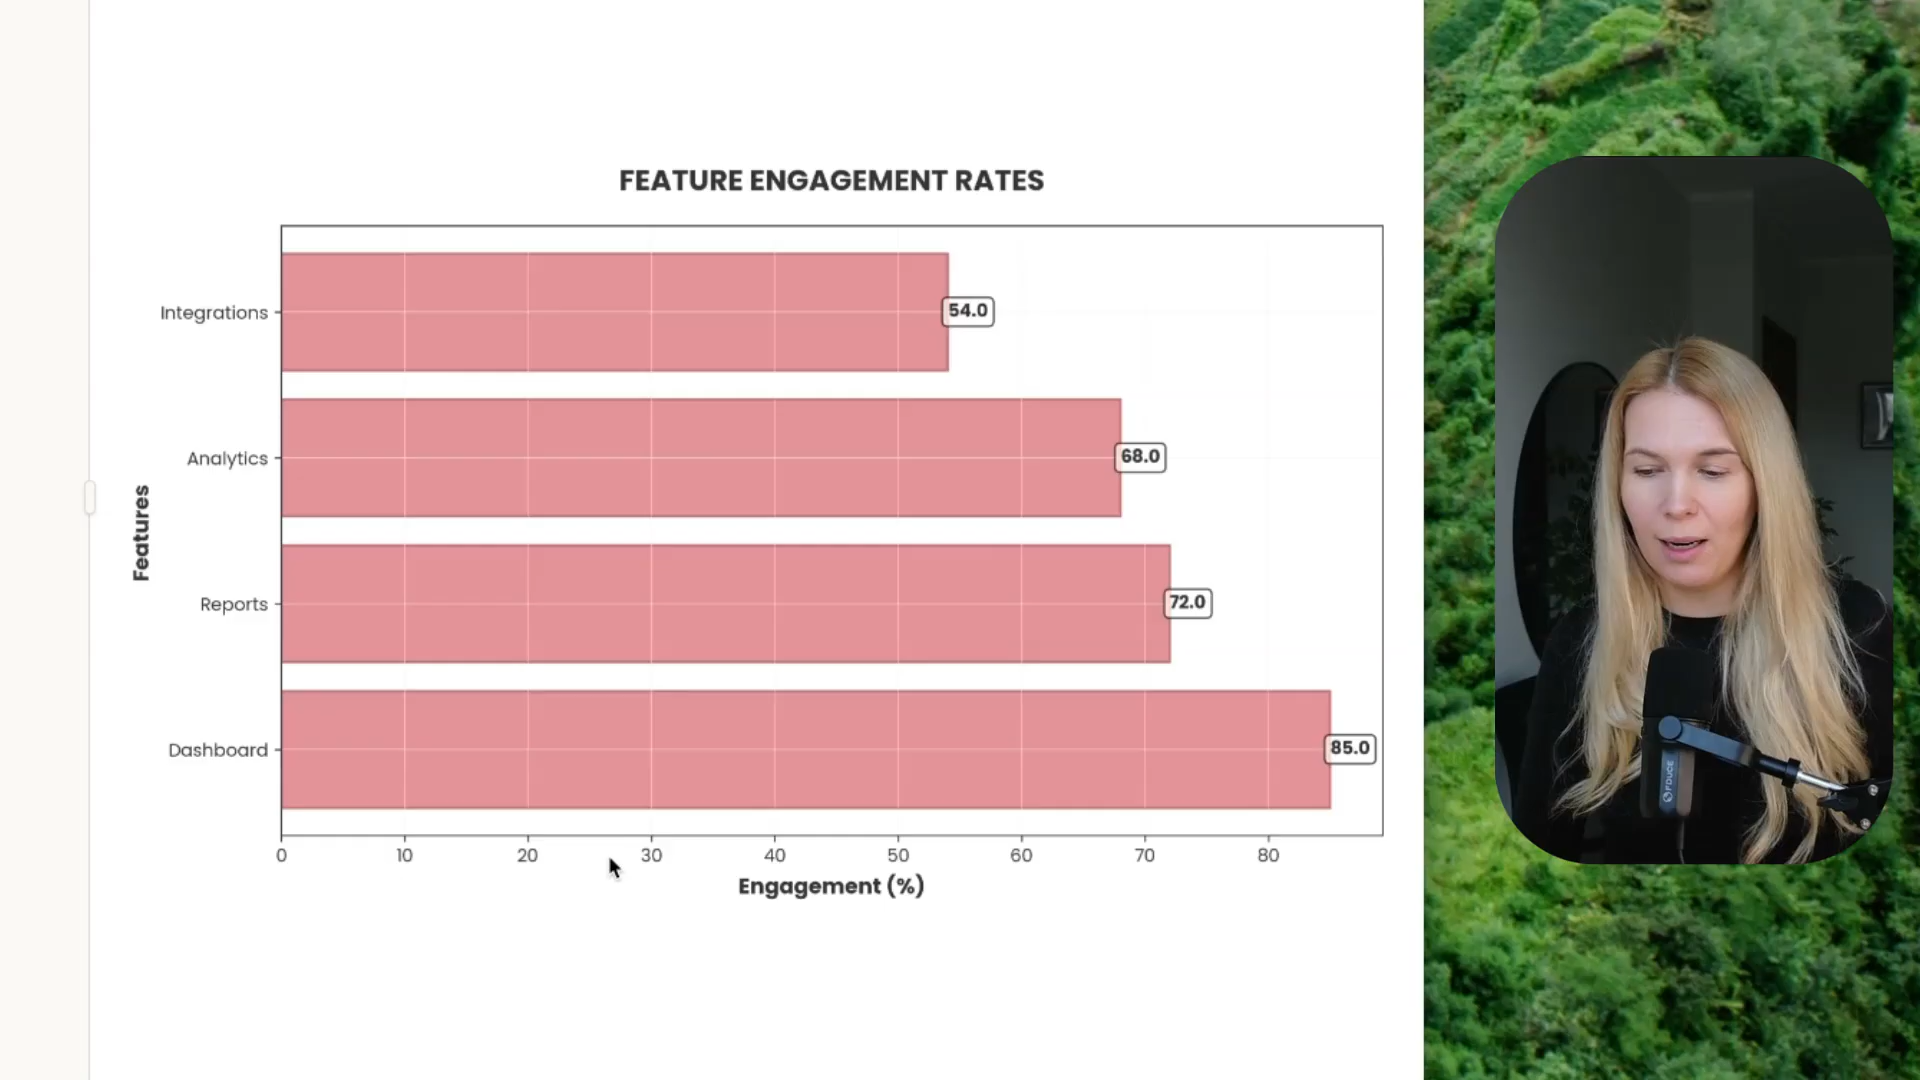 FEATURE ENGAGEMENT RATES
Features
Integrations
54.0
Analytics
68.0
Reports
72.0
Dashboard
85.0
0 10 20 30 40 50 60 70 80
Engagement (%)
FDUCE